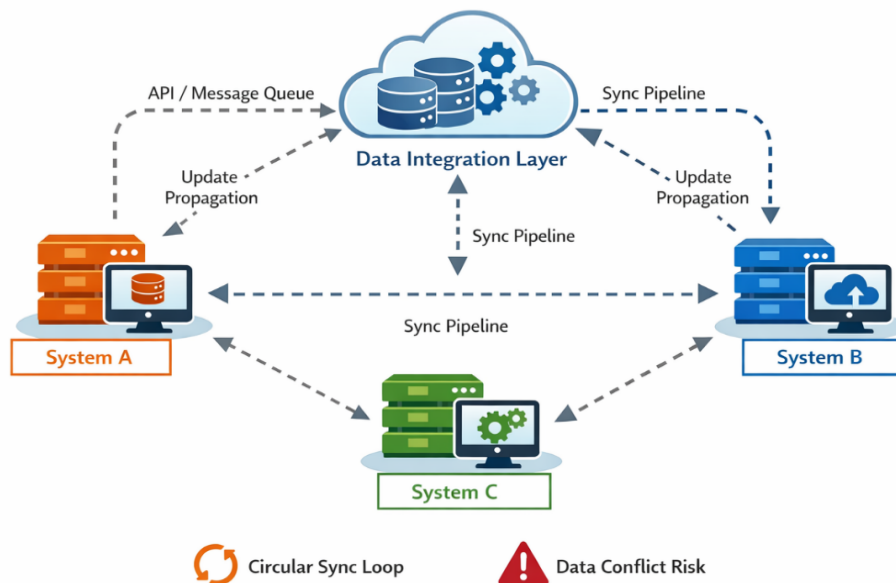 API / Message Queue
Sync Pipeline
Data Integration Layer
Update
Propagation
Update
Propagation
Sync Pipeline
Sync Pipeline
System A
System B
System C
Circular Sync Loop
Data Conflict Risk